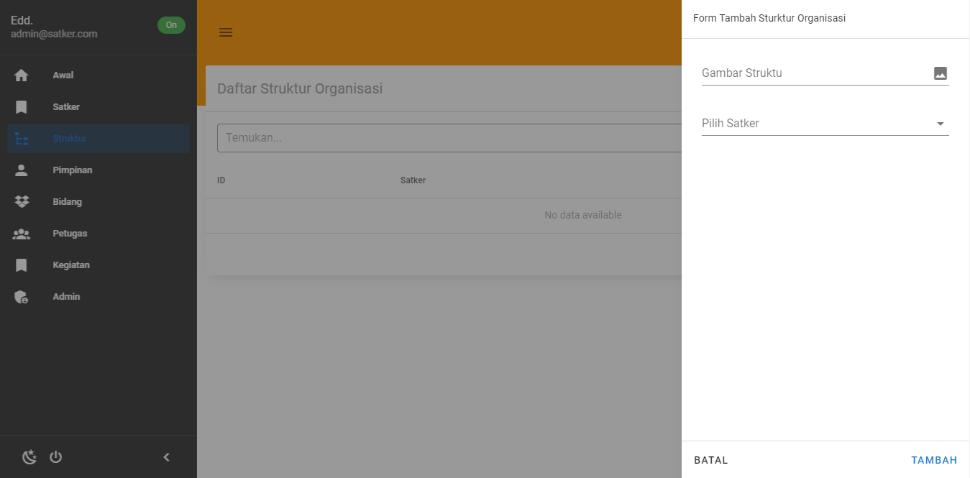 Edd.
admin@satker.com
On
Awal
Satker
Struktur
Pimpinan
Bidang
Petugas
Kegiatan
Admin
Daftar Struktur Organisasi
Temukan...
ID Satker
No data available
Form Tambah Sturktur Organisasi
Gambar Struktu
Pilih Satker
BATAL TAMBAH